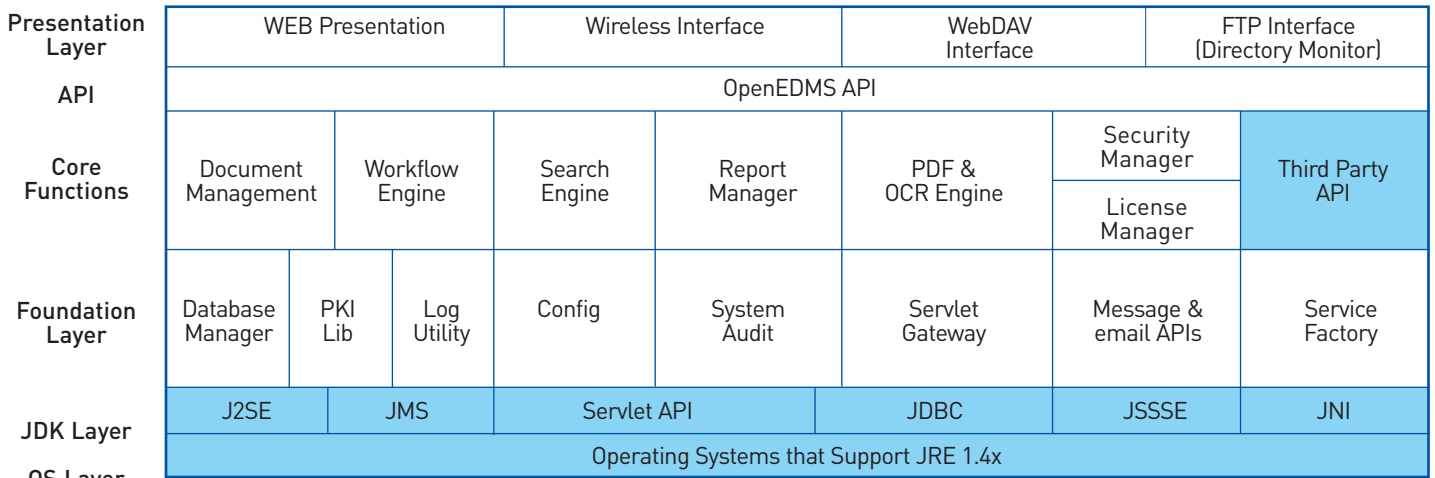 Presentation
Layer
WEB Presentation
Wireless Interface
WebDAV
Interface
FTP Interface
(Directory Monitor)
API
OpenEDMS API
Core
Functions
Document
Management
Workflow
Engine
Search
Engine
Report
Manager
PDF &
OCR Engine
Security
Manager
License
Manager
Third Party
API
Foundation
Layer
Database
Manager
PKI
Lib
Log
Utility
Config
System
Audit
Servlet
Gateway
Message &
email APIs
Service
Factory
JDK Layer
J2SE
JMS
Servlet API
JDBC
JSSSE
JNI
OS Layer
Operating Systems that Support JRE 1.4x